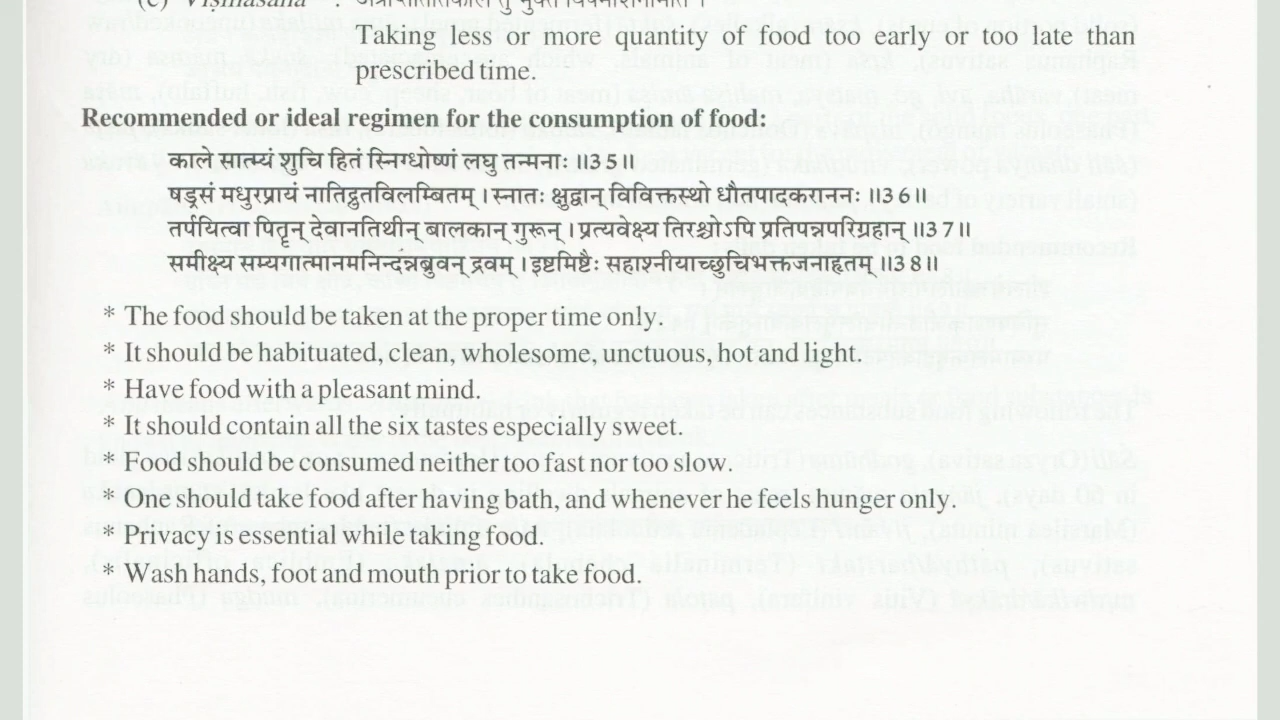 (c) Viṣmāśana :
Taking less or more quantity of food too early or too late than
prescribed time.
Recommended or ideal regimen for the consumption of food:
काले सात्म्यं शुचि हितं स्निग्धोष्णं लघु तन्मनाः ॥35॥
षड्रसं मधुरप्रायं नातिद्रुतविलम्बितम् । स्नातः क्षुद्वान् विविक्तस्थो धौतपादकराननः ॥36॥
तर्पयित्वा पितॄन् देवानतिथीन् बालकान् गुरून् । प्रत्यवेक्ष्य तिरश्चोऽपि प्रतिपन्नपरिग्रहान् ॥37॥
समीक्ष्य सम्यगात्मानमनिन्दन्नब्रुवन् द्रवम् । इष्टमिष्टैः सहाश्नीयाच्छुचिभक्तजनाहृतम् ॥38॥
* The food should be taken at the proper time only.
* It should be habituated, clean, wholesome, unctuous, hot and light.
* Have food with a pleasant mind.
* It should contain all the six tastes especially sweet.
* Food should be consumed neither too fast nor too slow.
* One should take food after having bath, and whenever he feels hunger only.
* Privacy is essential while taking food.
* Wash hands, foot and mouth prior to take food.